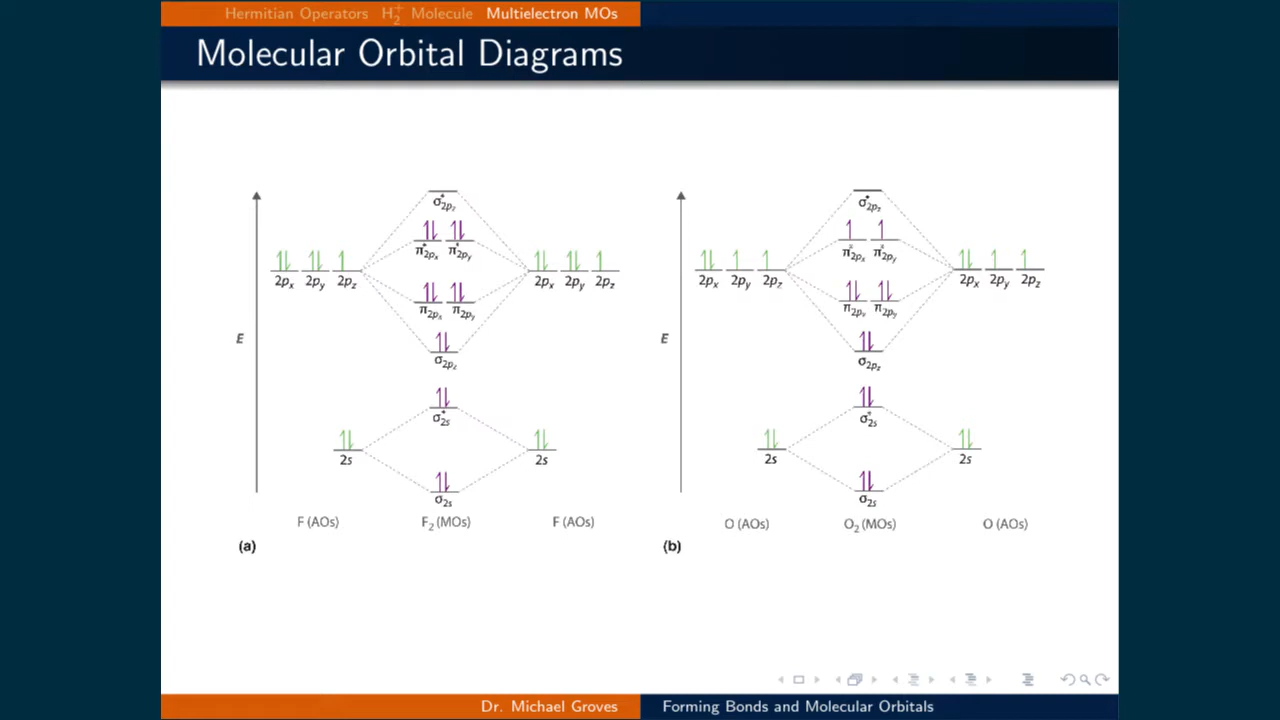 Hermitian Operators H₂⁺ Molecule Multielectron MOs
Molecular Orbital Diagrams
E
σ*2pz
π*2px π*2py
2px 2py 2pz
2px 2py 2pz
π2px π2py
σ2pz
σ*2s
2s
2s
σ2s
F (AOs) F₂ (MOs) F (AOs)
(a)
E
σ*2pz
π*2px π*2py
2px 2py 2pz
2px 2py 2pz
π2px π2py
σ2pz
σ*2s
2s
2s
σ2s
O (AOs) O₂ (MOs) O (AOs)
(b)
Dr. Michael Groves Forming Bonds and Molecular Orbitals